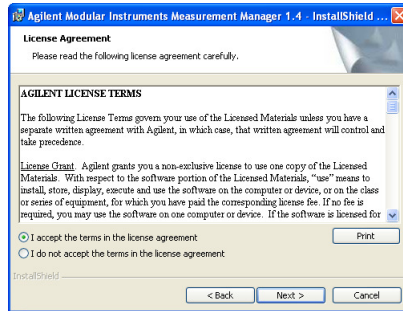 Agilent Modular Instruments Measurement Manager 1.4 - InstallShield ...
License Agreement
Please read the following license agreement carefully.
AGILENT LICENSE TERMS
The following License Terms govern your use of the Licensed Materials unless you have a
separate written agreement with Agilent, in which case, that written agreement will control and
take precedence.
License Grant. Agilent grants you a non-exclusive license to use one copy of the Licensed
Materials. With respect to the software portion of the Licensed Materials, “use” means to
install, store, display, execute and use the software on the computer or device, or on the class
or series of equipment, for which you have paid the corresponding license fee. If no fee is
required, you may use the software on one computer or device. If the software is licensed for
I accept the terms in the license agreement
Print
I do not accept the terms in the license agreement
InstallShield
< Back
Next >
Cancel